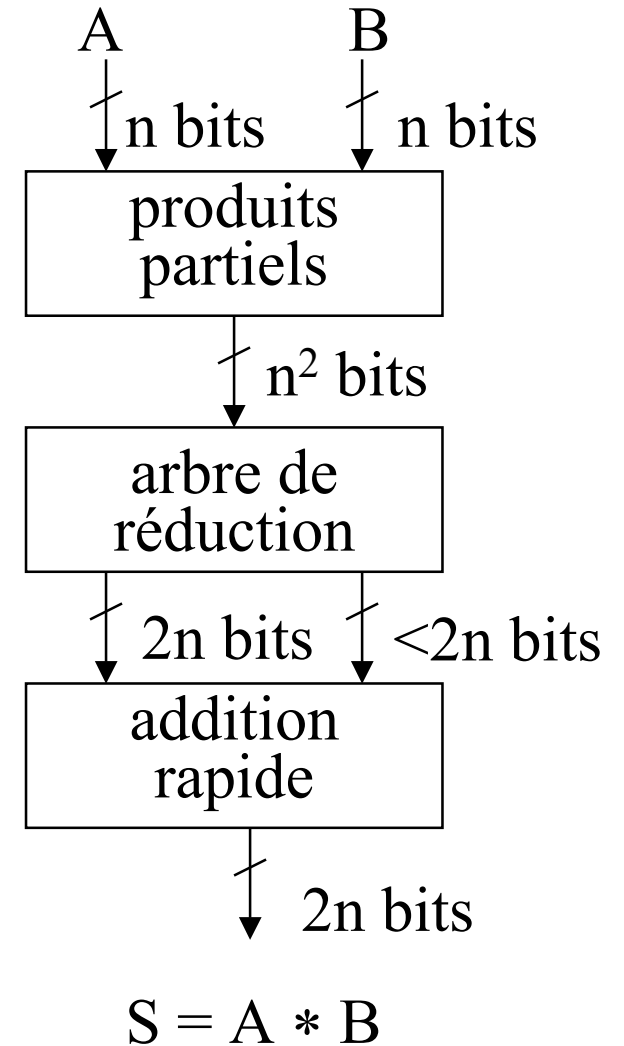 A B
n bits n bits
produits
partiels
n² bits
arbre de
réduction
2n bits <2n bits
addition
rapide
2n bits
S = A * B